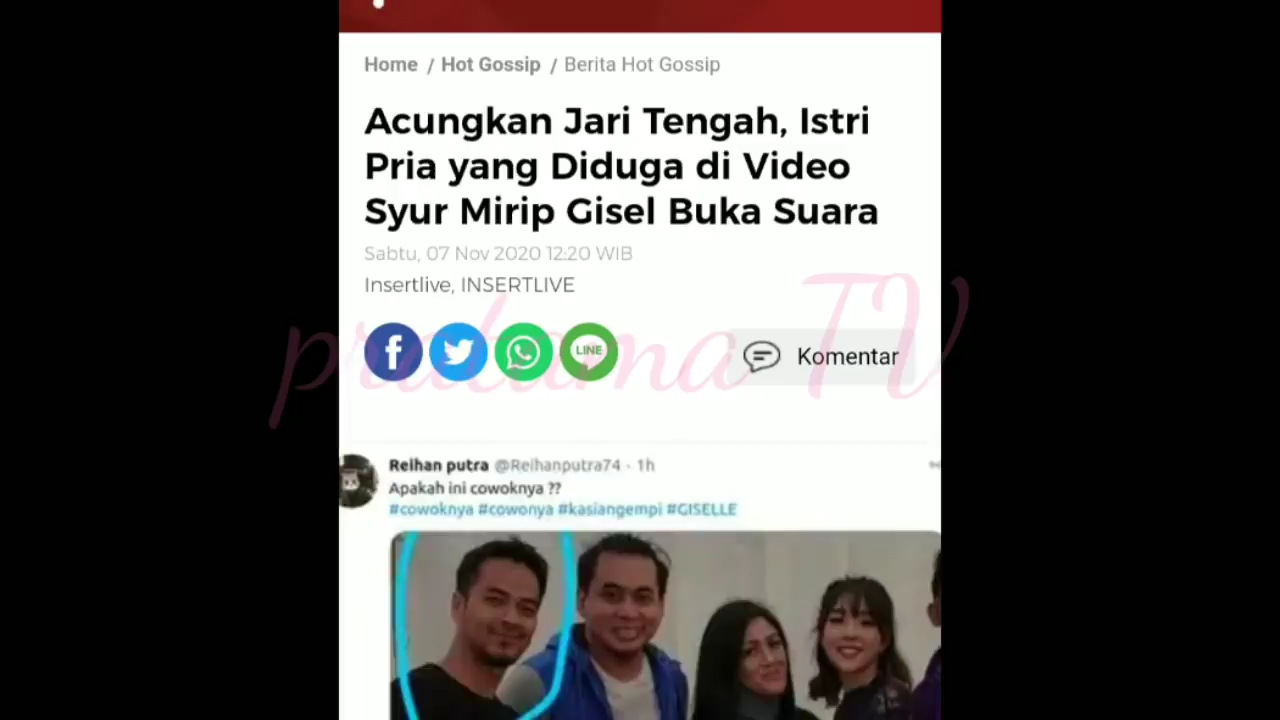 Home / Hot Gossip / Berita Hot Gossip
Acungkan Jari Tengah, Istri
Pria yang Diduga di Video
Syur Mirip Gisel Buka Suara
Sabtu, 07 Nov 2020 12:20 WIB
Insertlive, INSERTLIVE
LINE
Komentar
pratama TV
Reihan putra @Reihanputra74 · 1h
Apakah ini cowoknya ??
#cowoknya #cowonya #kasiangempi #GISELLE